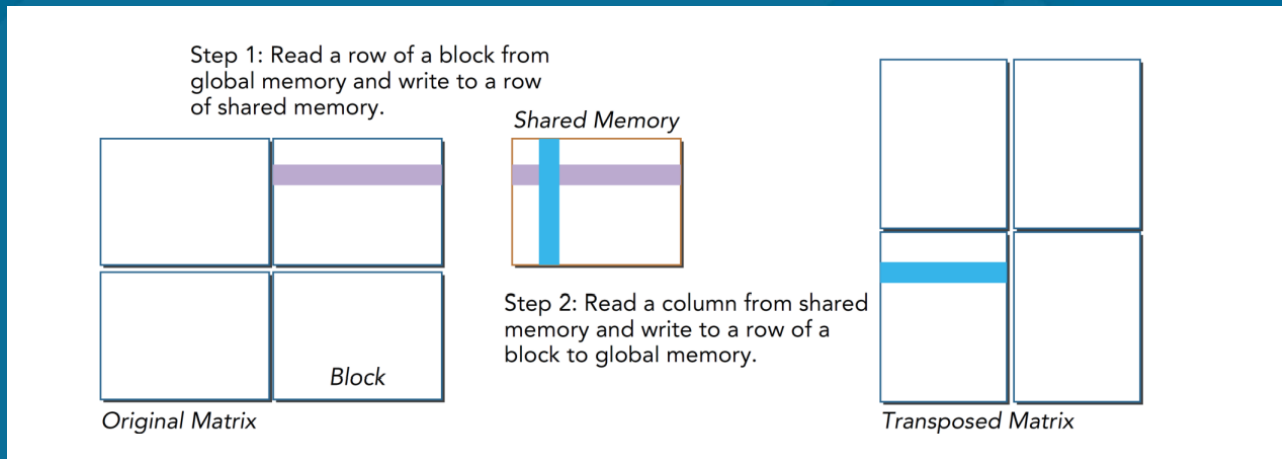 Step 1: Read a row of a block from
global memory and write to a row
of shared memory.
Shared Memory
Step 2: Read a column from shared
memory and write to a row of a
block to global memory.
Block
Original Matrix
Transposed Matrix